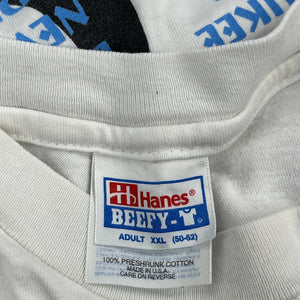 Hanes®
BEEFY-T
ADULT XXL (50-52)
100% PRESHRUNK COTTON
MADE IN U.S.A.
CARE ON REVERSE